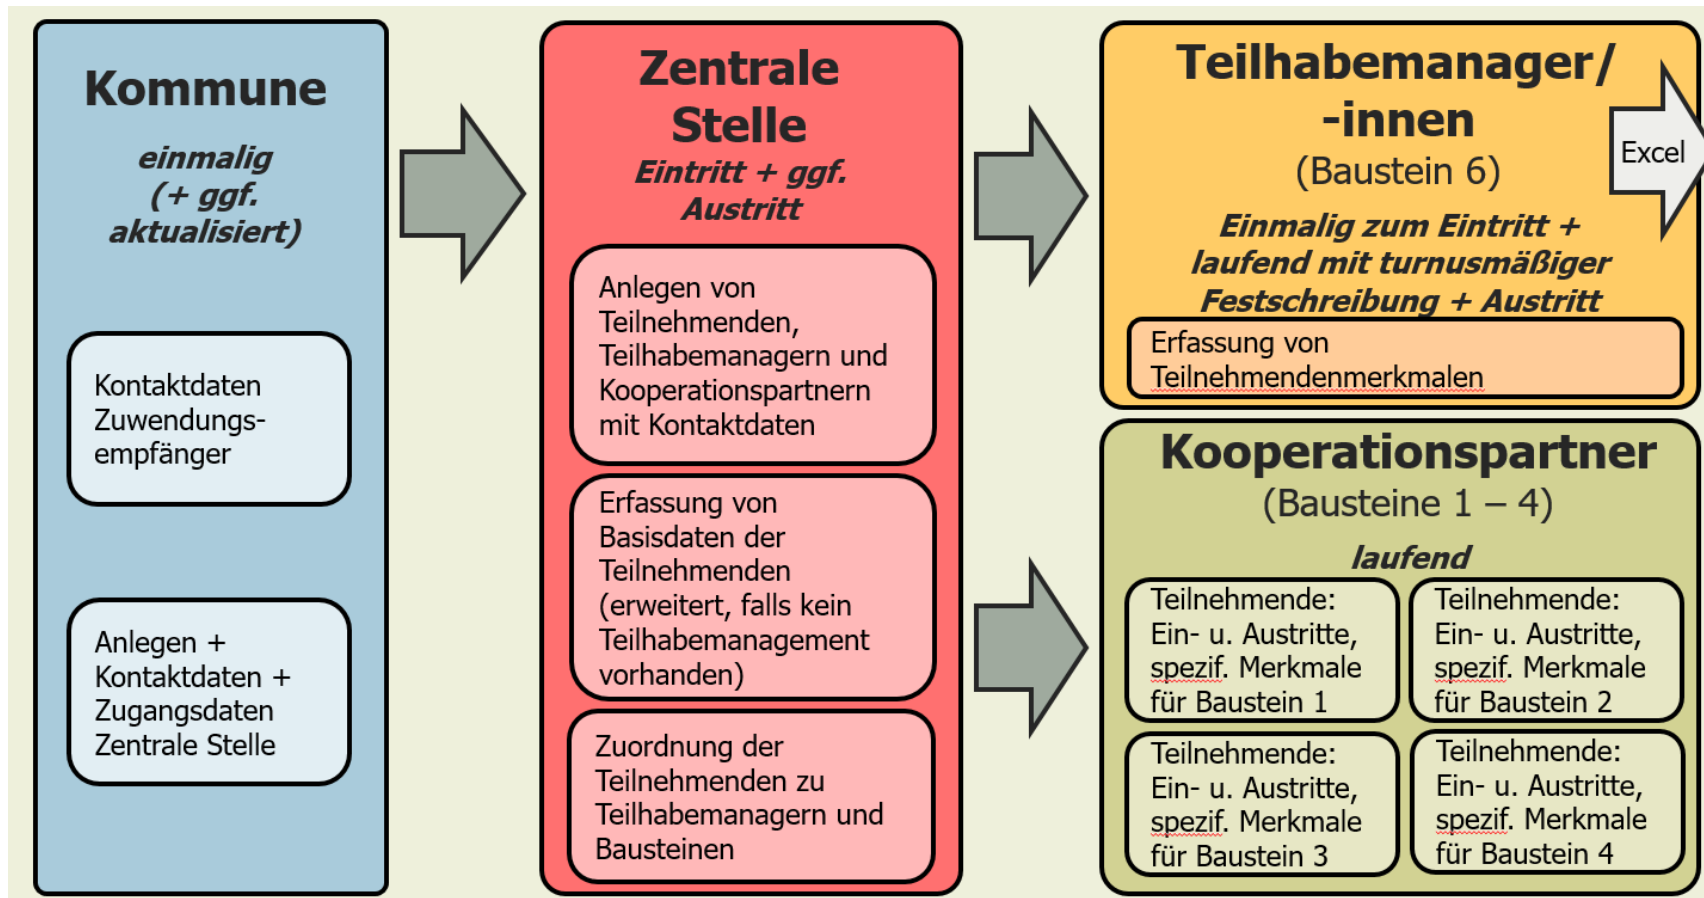 Kommune
einmalig
(+ ggf.
aktualisiert)
Kontaktdaten
Zuwendungs-
empfänger
Anlegen +
Kontaktdaten +
Zugangsdaten
Zentrale Stelle
Zentrale
Stelle
Eintritt + ggf.
Austritt
Anlegen von
Teilnehmenden,
Teilhabemanagern und
Kooperationspartnern
mit Kontaktdaten
Erfassung von
Basisdaten der
Teilnehmenden
(erweitert, falls kein
Teilhabemanagement
vorhanden)
Zuordnung der
Teilnehmenden zu
Teilhabemanagern und
Bausteinen
Teilhabemanager/
-innen
(Baustein 6)
Excel
Einmalig zum Eintritt +
laufend mit turnusmäßiger
Festschreibung + Austritt
Erfassung von
Teilnehmendenmerkmalen
Kooperationspartner
(Bausteine 1 – 4)
laufend
Teilnehmende:
Ein- u. Austritte,
spezif. Merkmale
für Baustein 1
Teilnehmende:
Ein- u. Austritte,
spezif. Merkmale
für Baustein 2
Teilnehmende:
Ein- u. Austritte,
spezif. Merkmale
für Baustein 3
Teilnehmende:
Ein- u. Austritte,
spezif. Merkmale
für Baustein 4